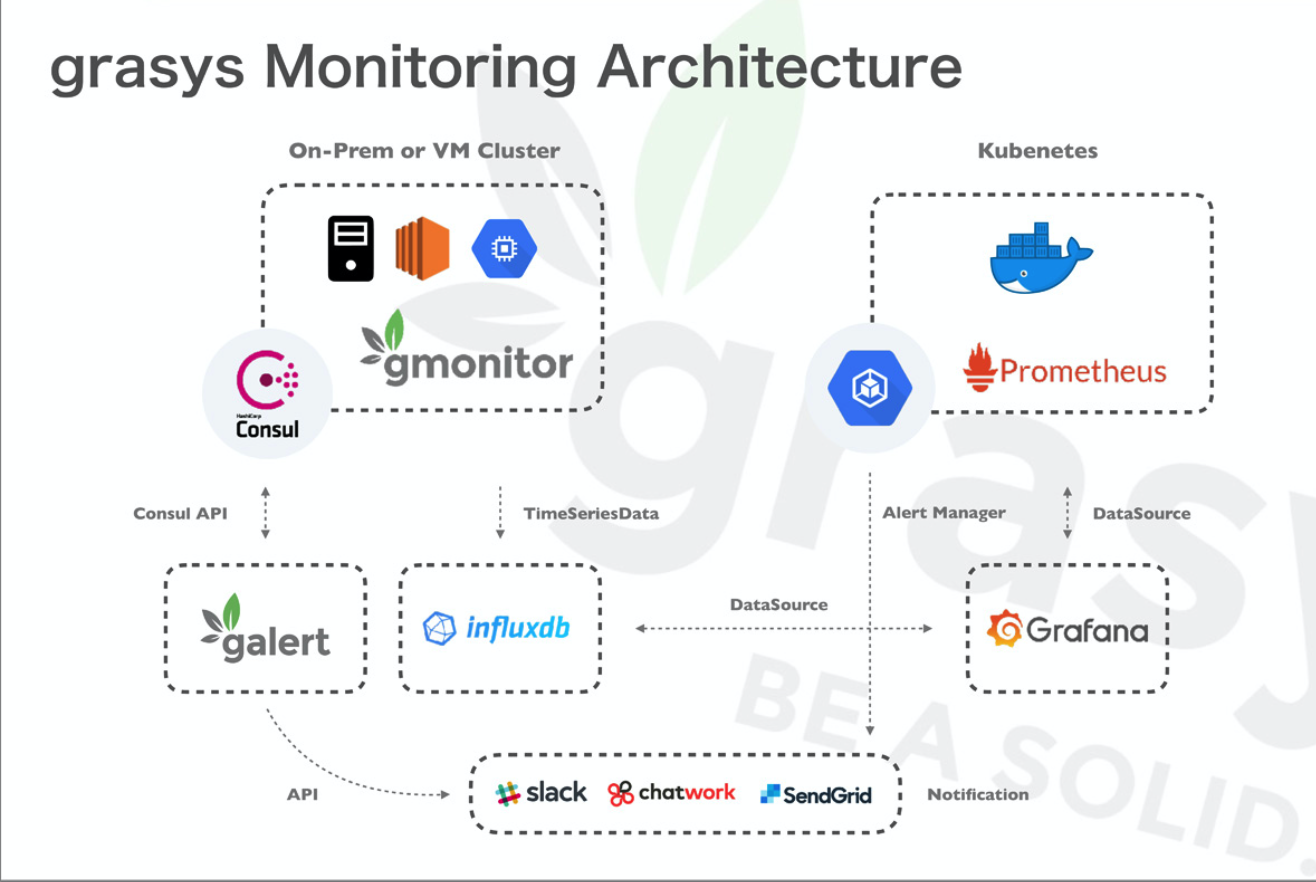 grasys Monitoring Architecture
On-Prem or VM Cluster
Kubenetes
gmonitor
HashiCorp
Consul
Prometheus
Consul API
TimeSeriesData
Alert Manager
DataSource
galert
influxdb
DataSource
Grafana
API
slack
chatwork
SendGrid
Notification
grasy
BE A SOLID.